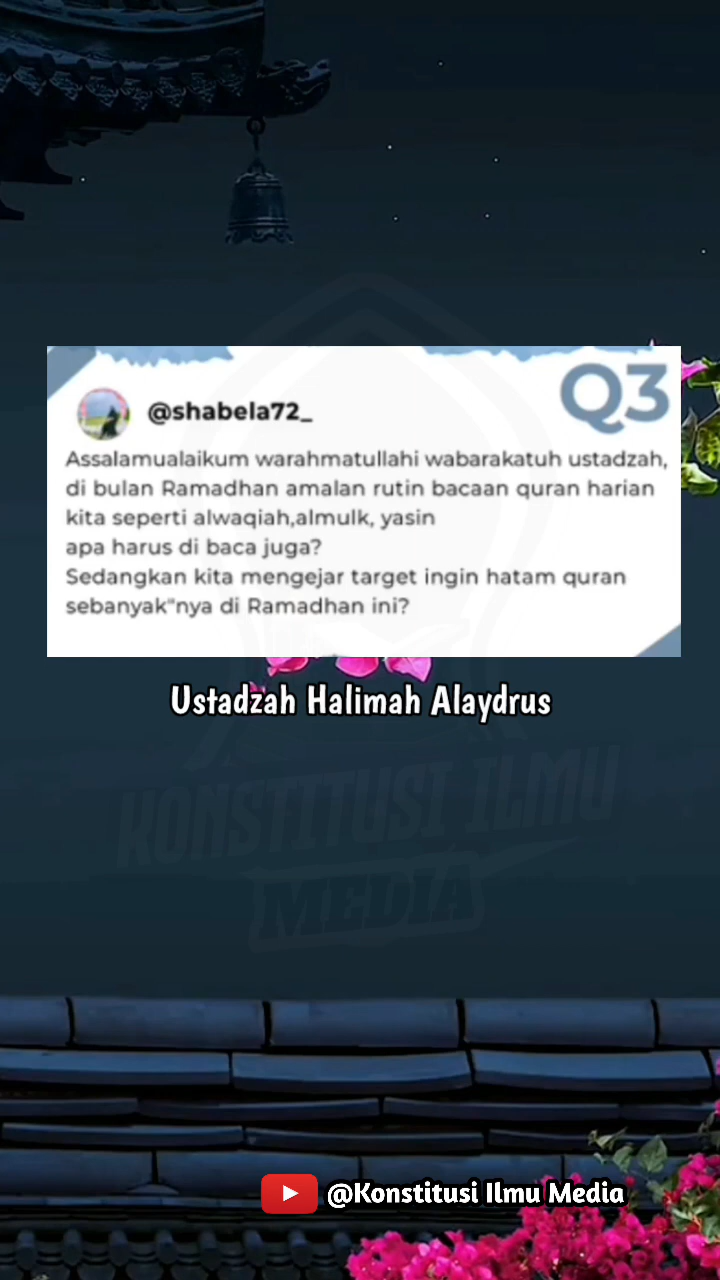 Q3
@shabela72_
Assalamualaikum warahmatullahi wabarakatuh ustadzah,
di bulan Ramadhan amalan rutin bacaan quran harian
kita seperti alwaqiah,almulk, yasin
apa harus di baca juga?
Sedangkan kita mengejar target ingin hatam quran
sebanyak"nya di Ramadhan ini?
Ustadzah Halimah Alaydrus
KONSTITUSI ILMU
MEDIA
@Konstitusi Ilmu Media